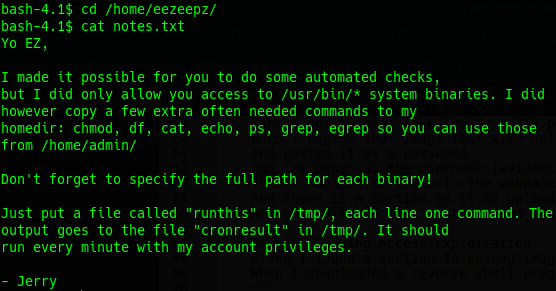 bash-4.1$ cd /home/eezeepz/
bash-4.1$ cat notes.txt
Yo EZ,
I made it possible for you to do some automated checks,
but I did only allow you access to /usr/bin/* system binaries. I did
however copy a few extra often needed commands to my
homedir: chmod, df, cat, echo, ps, grep, egrep so you can use those
from /home/admin/
Don't forget to specify the full path for each binary!
Just put a file called "runthis" in /tmp/, each line one command. The
output goes to the file "cronresult" in /tmp/. It should
run every minute with my account privileges.
- Jerry